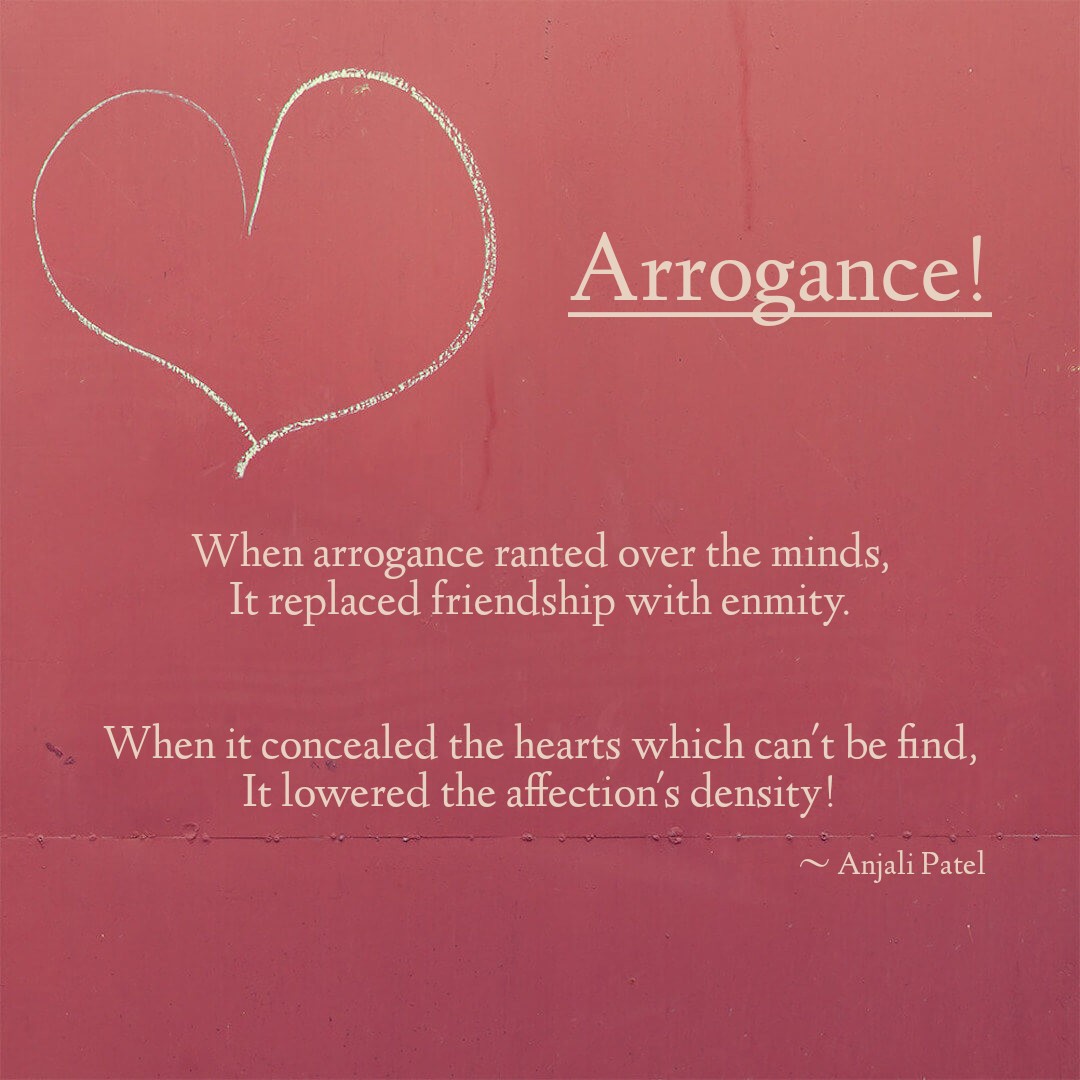 Arrogance!
When arrogance ranted over the minds,
It replaced friendship with enmity.
When it concealed the hearts which can't be find,
It lowered the affection's density!
~ Anjali Patel